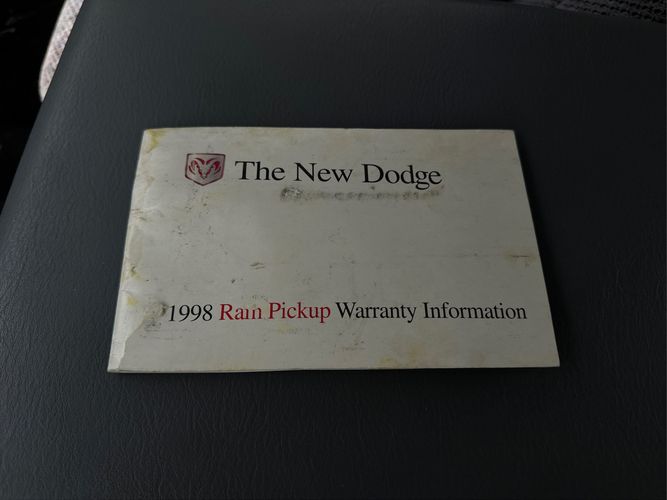 The New Dodge
1998 Ram Pickup Warranty Information